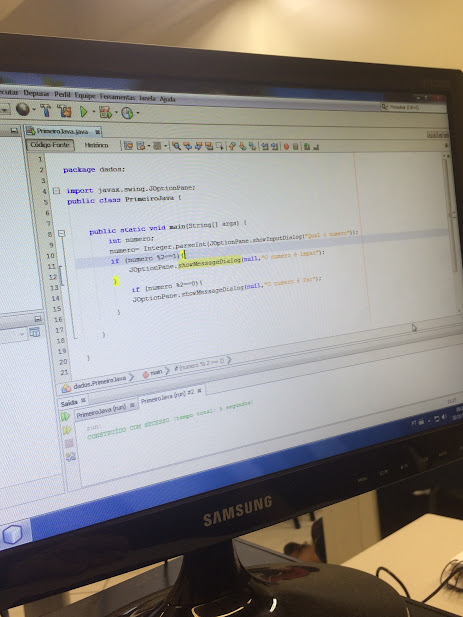 ecutar Depurar Perfil Equipe Ferramentas Janela Ajuda
PrimeiroJava.java
Código-Fonte Histórico
1
2 package dados;
3
4 import javax.swing.JOptionPane;
5 public class PrimeiroJava {
6
7
8 public static void main(String[] args) {
9 int numero;
numero= Integer.parseInt(JOptionPane.showInputDialog("Qual o numero"));
10 if (numero %2==1){
11 JOptionPane.showMessageDialog(null,"O numero é impar");
12 }
13 if (numero %2==0){
14 JOptionPane.showMessageDialog(null,"O numero é Par");
15
16 }
17 }
18
19 }
20
21
dados.PrimeiroJava main if (numero % 2 == 1)
Saída
PrimeiroJava (run) PrimeiroJava (run) #2
run:
CONSTRUÍDO COM SUCESSO (tempo total: 5 segundos)
PT
SAMSUNG